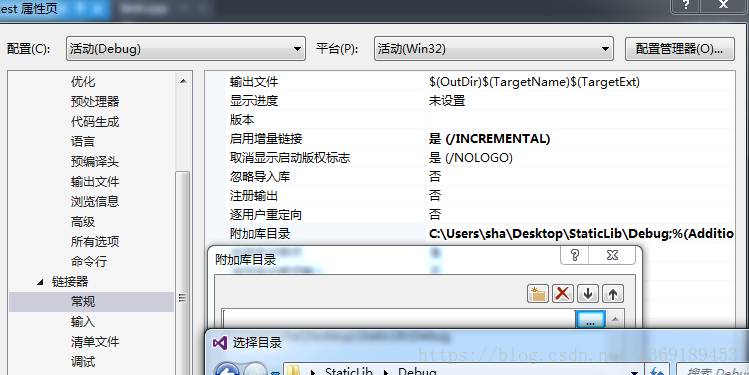 est 属性页
配置(C): 活动(Debug) 平台(P): 活动(Win32) 配置管理器(O)...
优化
预处理器
代码生成
语言
预编译头
输出文件
浏览信息
高级
所有选项
命令行
链接器
常规
输入
清单文件
调试
输出文件 $(OutDir)$(TargetName)$(TargetExt)
显示进度 未设置
版本
启用增量链接 是 (/INCREMENTAL)
取消显示启动版权标志 是 (/NOLOGO)
忽略导入库 否
注册输出 否
逐用户重定向 否
附加库目录 C:\Users\sha\Desktop\StaticLib\Debug;%(Additio
附加库目录
...
选择目录
StaticLib Debug
搜索 Debu
https://blog.csdn.ne
369189453